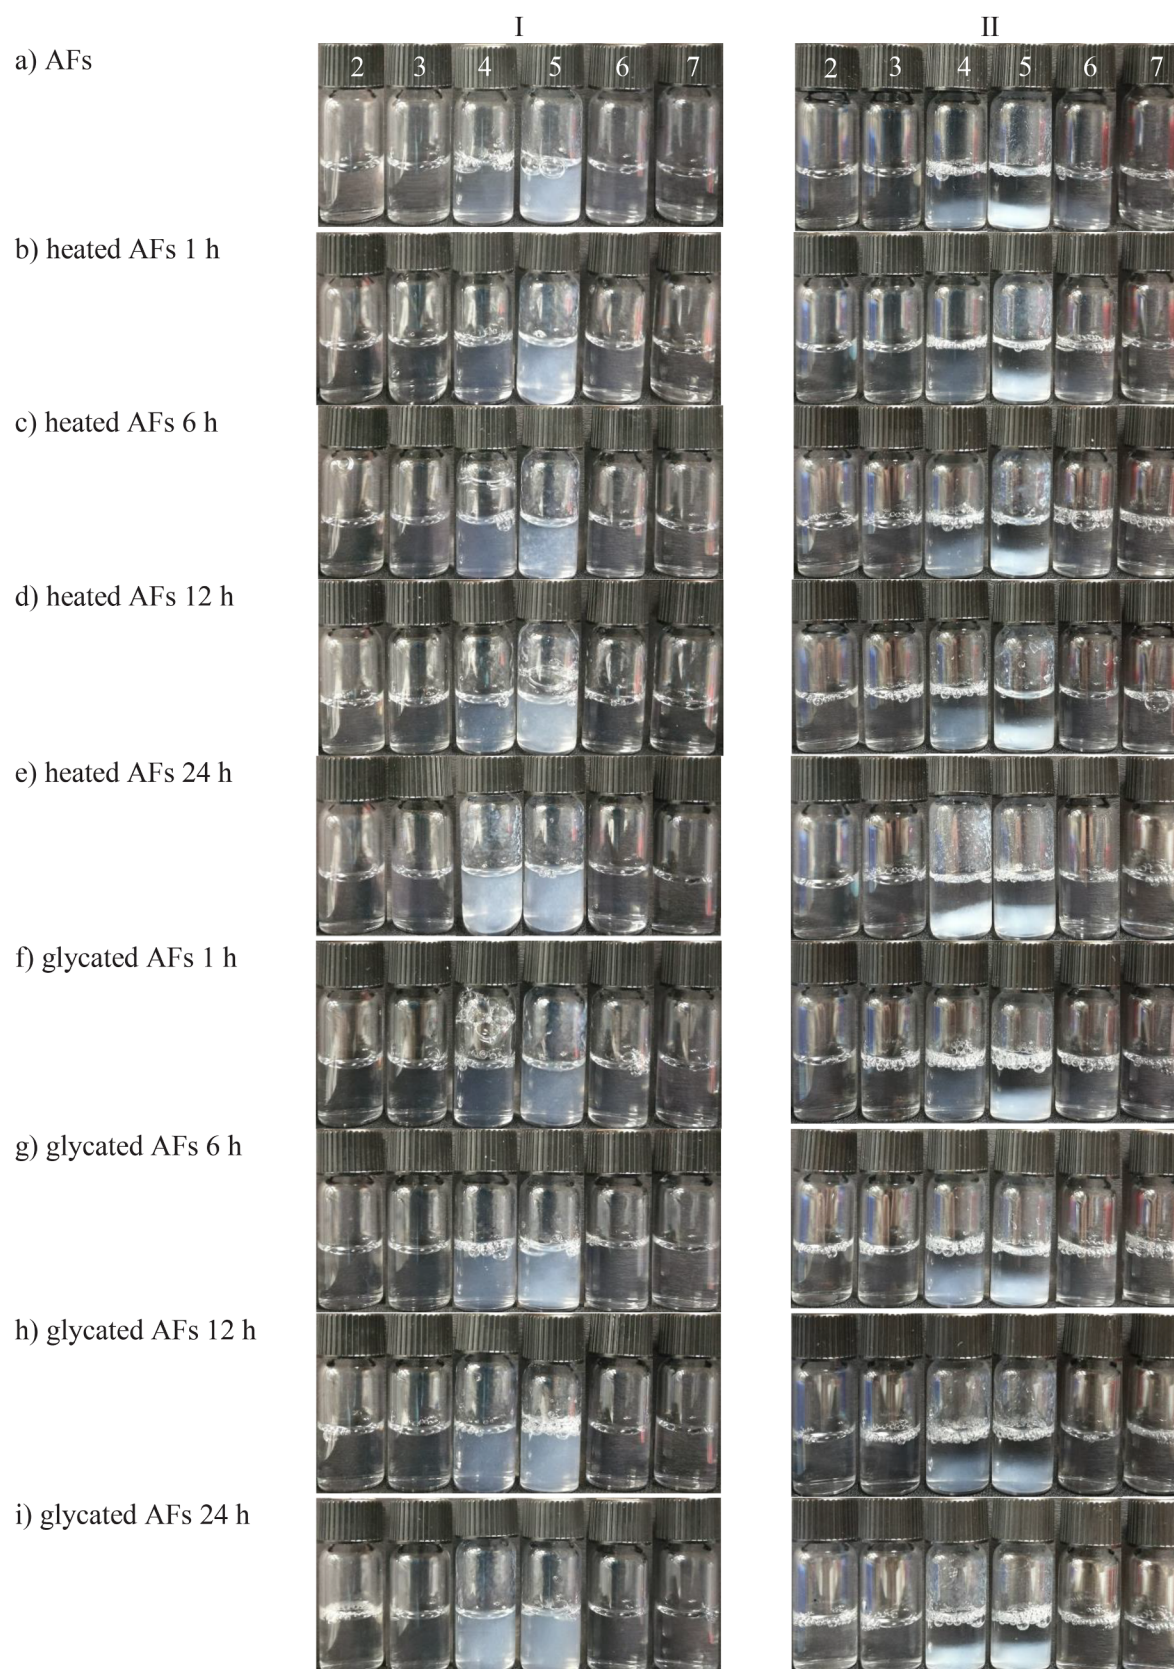 I II
a) AFs
2 3 4 5 6 7 2 3 4 5 6 7
b) heated AFs 1 h
c) heated AFs 6 h
d) heated AFs 12 h
e) heated AFs 24 h
f) glycated AFs 1 h
g) glycated AFs 6 h
h) glycated AFs 12 h
i) glycated AFs 24 h